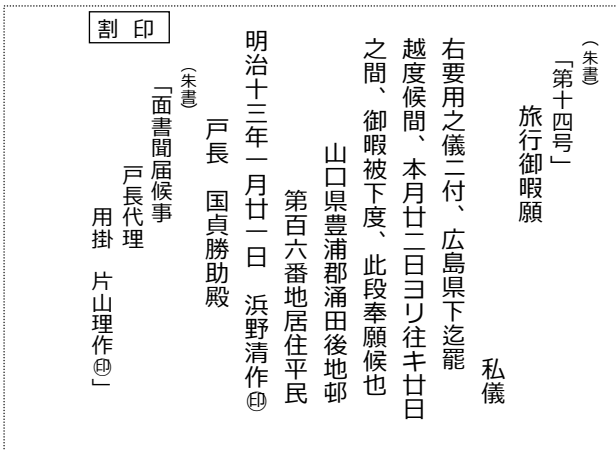 （朱書）
「第十四号」
旅行御暇願
私儀
右要用之儀ニ付、広島県下迄罷
越度候間、本月廿二日ヨリ往キ廿日
之間、御暇被下度、此段奉願候也
山口県豊浦郡涌田後地邨
第百六番地居住平民
明治十三年一月廿一日　浜野清作㊞
戸長　国貞勝助殿
（朱書）
「面書聞届候事
戸長代理
用掛　片山理作㊞」
割印